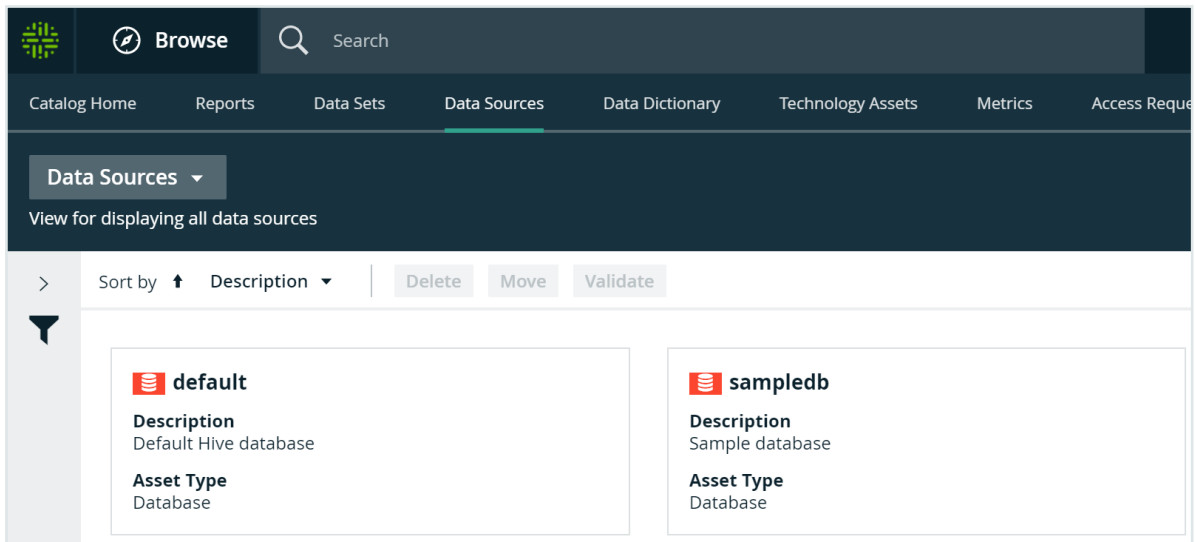 Browse Search
Catalog Home Reports Data Sets Data Sources Data Dictionary Technology Assets Metrics Access Reque
Data Sources
View for displaying all data sources
Sort by Description Delete Move Validate
default
Description
Default Hive database
Asset Type
Database
sampledb
Description
Sample database
Asset Type
Database